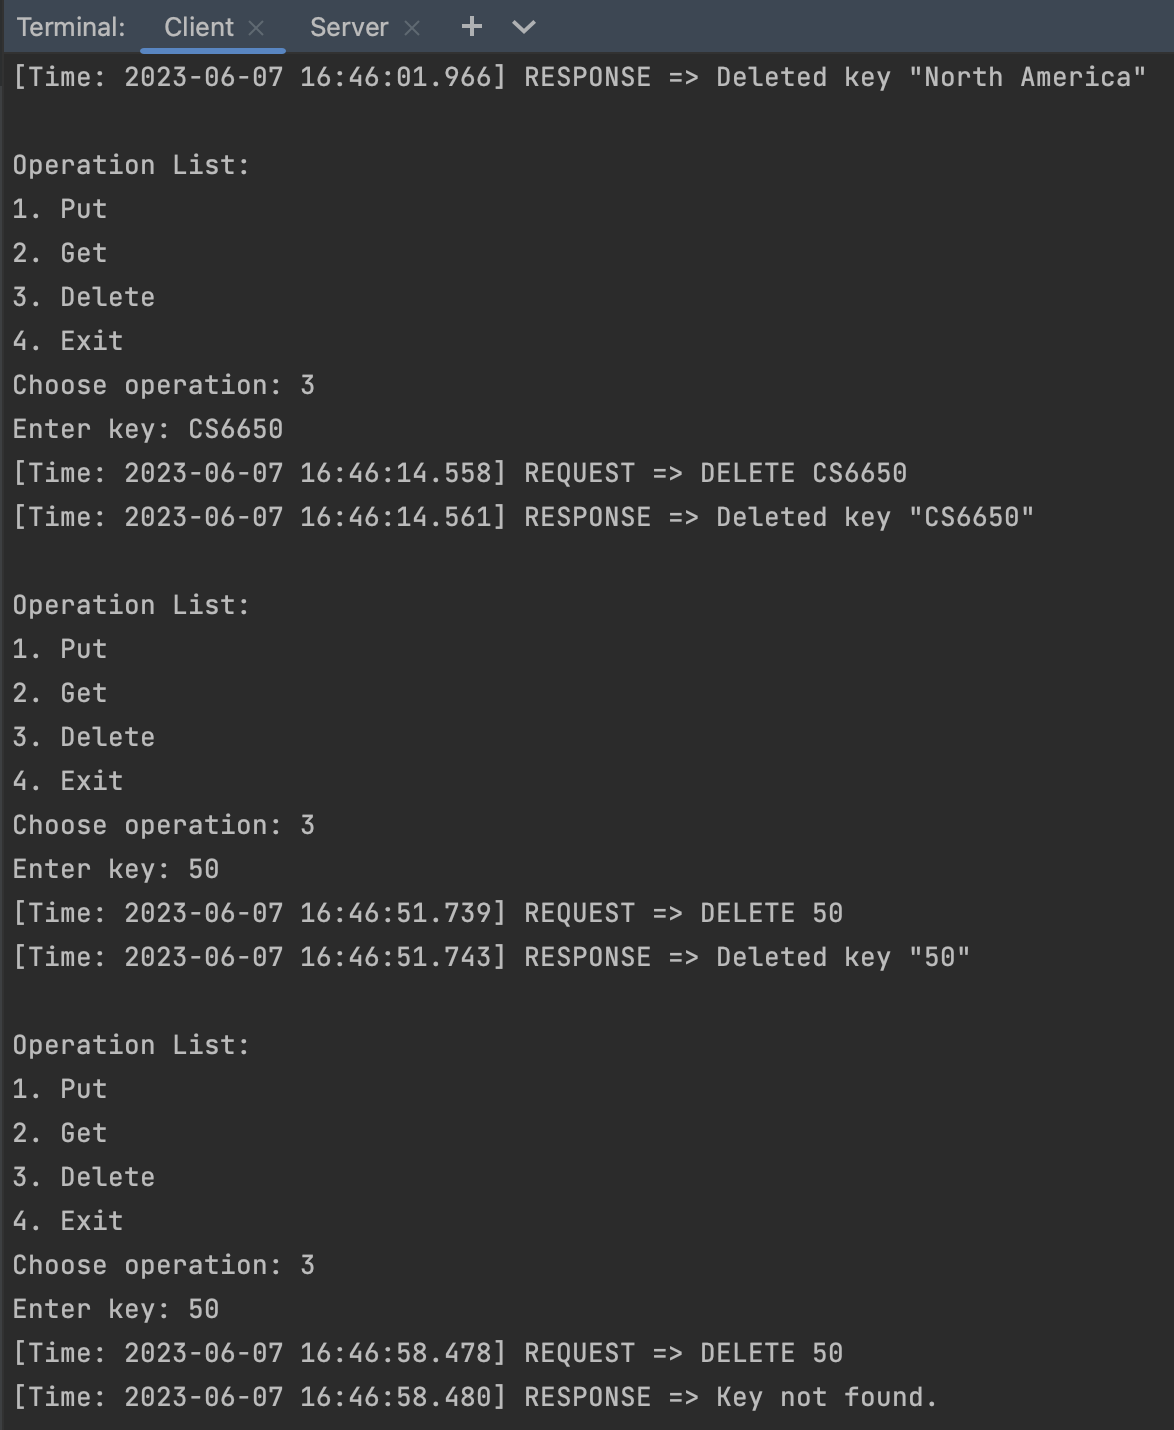 Terminal: Client Server
[Time: 2023-06-07 16:46:01.966] RESPONSE => Deleted key "North America"
Operation List:
1. Put
2. Get
3. Delete
4. Exit
Choose operation: 3
Enter key: CS6650
[Time: 2023-06-07 16:46:14.558] REQUEST => DELETE CS6650
[Time: 2023-06-07 16:46:14.561] RESPONSE => Deleted key "CS6650"
Operation List:
1. Put
2. Get
3. Delete
4. Exit
Choose operation: 3
Enter key: 50
[Time: 2023-06-07 16:46:51.739] REQUEST => DELETE 50
[Time: 2023-06-07 16:46:51.743] RESPONSE => Deleted key "50"
Operation List:
1. Put
2. Get
3. Delete
4. Exit
Choose operation: 3
Enter key: 50
[Time: 2023-06-07 16:46:58.478] REQUEST => DELETE 50
[Time: 2023-06-07 16:46:58.480] RESPONSE => Key not found.